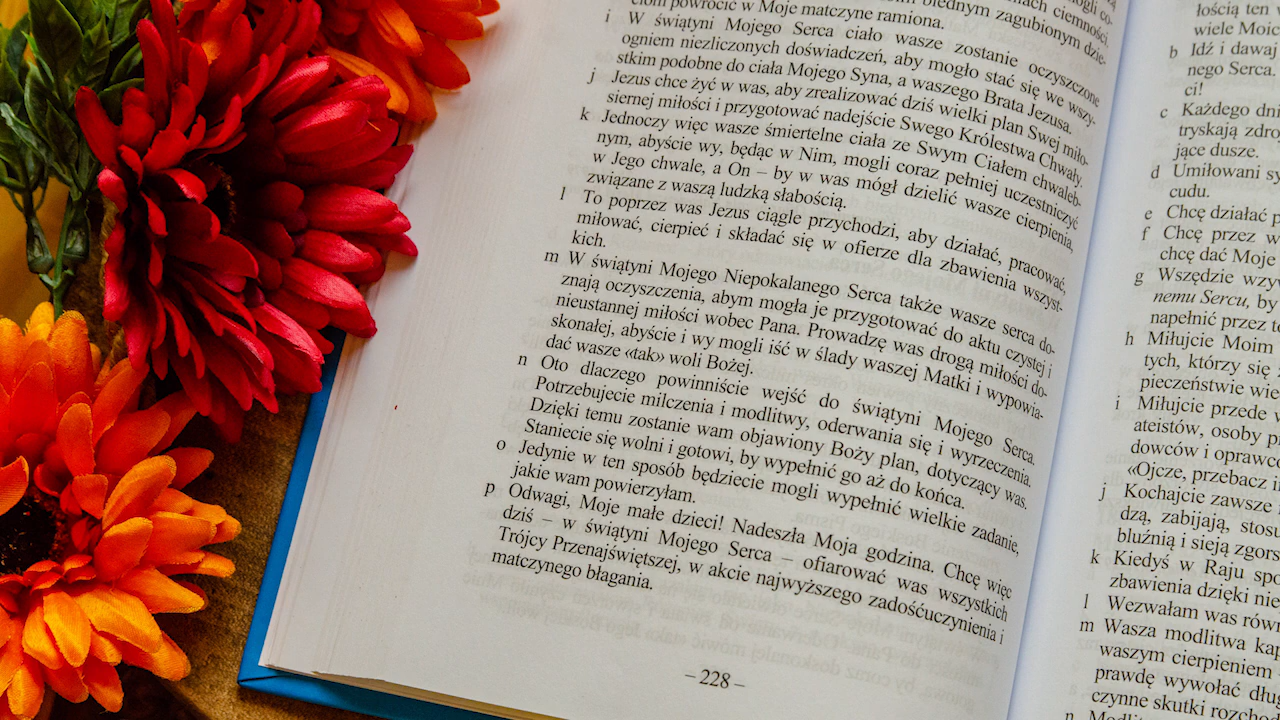 ciom powrócić w Moje matczyne ramiona.
i W świątyni Mojego Serca ciało wasze zostanie oczyszczone
ogniem niezliczonych doświadczeń, aby mogło stać się we wszy-
stkim podobne do ciała Mojego Syna, a waszego Brata Jezusa.
j Jezus chce żyć w was, aby zrealizować dziś wielki plan Swej miło-
siernej miłości i przygotować nadejście Swego Królestwa Chwały.
k Jednoczy więc wasze śmiertelne ciała ze Swym Ciałem chwaleb-
nym, abyście wy, będąc w Nim, mogli coraz pełniej uczestniczyć
w Jego chwale, a On – by w was mógł dzielić wasze cierpienia,
związane z waszą ludzką słabością.
l To poprzez was Jezus ciągle przychodzi, aby działać, pracować,
miłować, cierpieć i składać się w ofierze dla zbawienia wszyst-
kich.
m W świątyni Mojego Niepokalanego Serca także wasze serca do-
znają oczyszczenia, abym mogła je przygotować do aktu czystej i
nieustannej miłości wobec Pana. Prowadzę was drogą miłości do-
skonałej, abyście i wy mogli iść w ślady waszej Matki i wypowia-
dać wasze «tak» woli Bożej.
n Oto dlaczego powinniście wejść do świątyni Mojego Serca.
Potrzebujecie milczenia i modlitwy, oderwania się i wyrzeczenia.
Dzięki temu zostanie wam objawiony Boży plan, dotyczący was.
Staniecie się wolni i gotowi, by wypełnić go aż do końca.
o Jedynie w ten sposób będziecie mogli wypełnić wielkie zadanie,
jakie wam powierzyłam.
p Odwagi, Moje małe dzieci! Nadeszła Moja godzina. Chcę więc
dziś – w świątyni Mojego Serca – ofiarować was wszystkich
Trójcy Przenajświętszej, w akcie najwyższego zadośćuczynienia i
matczynego błagania.
– 228 –
łością ten
wiele Moic
b Idź i dawaj
nego Serca.
ci!
c Każdego dni
tryskają zdro
jące dusze.
d Umiłowani sy
cudu.
e Chcę działać p
f Chcę przez w
chcę dać Moje
g Wszędzie wzy
nemu Sercu, by
napełnić przez t
h Miłujcie Moim
tych, którzy się
pieczeństwie wie
i Miłujcie przede
ateistów, osoby p
dowców i oprawcó
«Ojcze, przebacz i
j Kochajcie zawsze
dzą, zabijają, stosu
bluźnią i sieją zgors
k Kiedyś w Raju spo
zbawienia dzięki nie
l Wezwałam was równ
m Wasza modlitwa kap
waszym cierpieniem
prawdę wywołać dług
czynne skutki rozcho